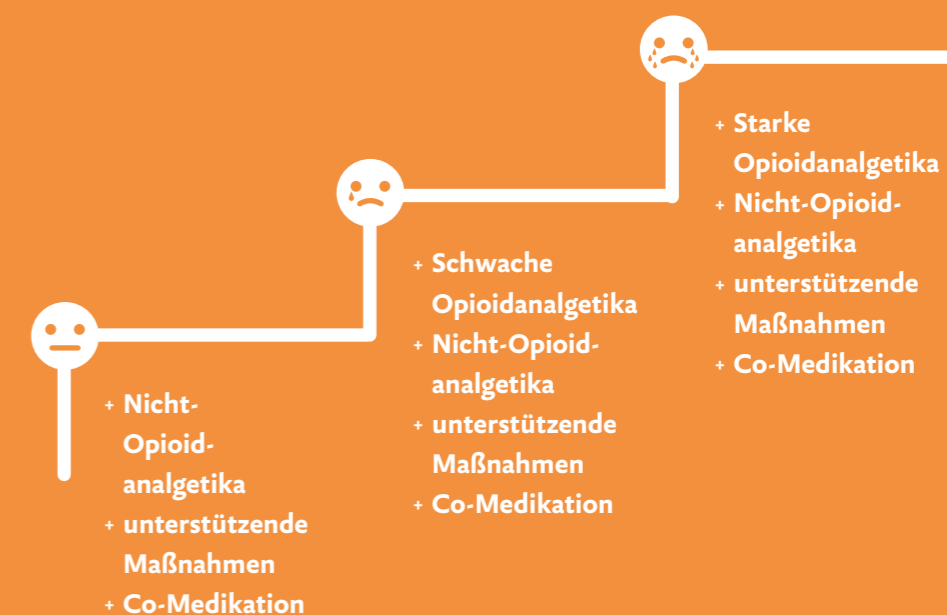 + Nicht-
Opioid-
analgetika
+ unterstützende
Maßnahmen
+ Co-Medikation
+ Schwache
Opioidanalgetika
+ Nicht-Opioid-
analgetika
+ unterstützende
Maßnahmen
+ Co-Medikation
+ Starke
Opioidanalgetika
+ Nicht-Opioid-
analgetika
+ unterstützende
Maßnahmen
+ Co-Medikation